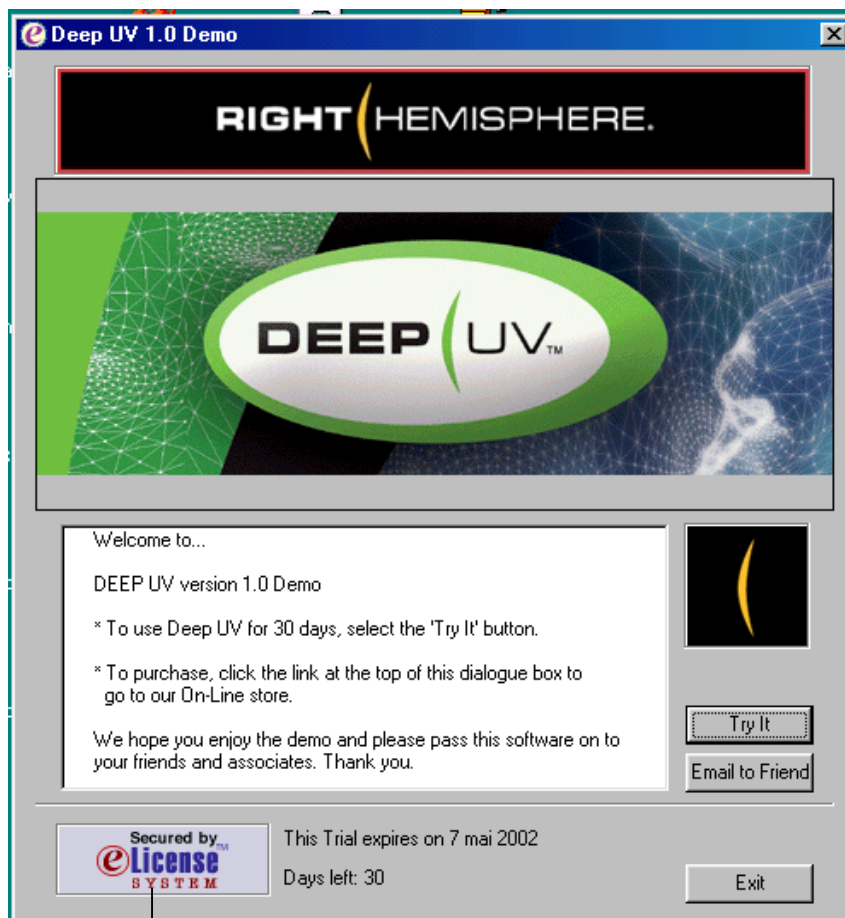 Deep UV 1.0 Demo
RIGHT HEMISPHERE.
DEEP UV™
Welcome to...
DEEP UV version 1.0 Demo
* To use Deep UV for 30 days, select the 'Try It' button.
* To purchase, click the link at the top of this dialogue box to
go to our On-Line store.
We hope you enjoy the demo and please pass this software on to
your friends and associates. Thank you.
Try It
Email to Friend
Secured by
eLicense™
SYSTEM
This Trial expires on 7 mai 2002
Days left: 30
Exit